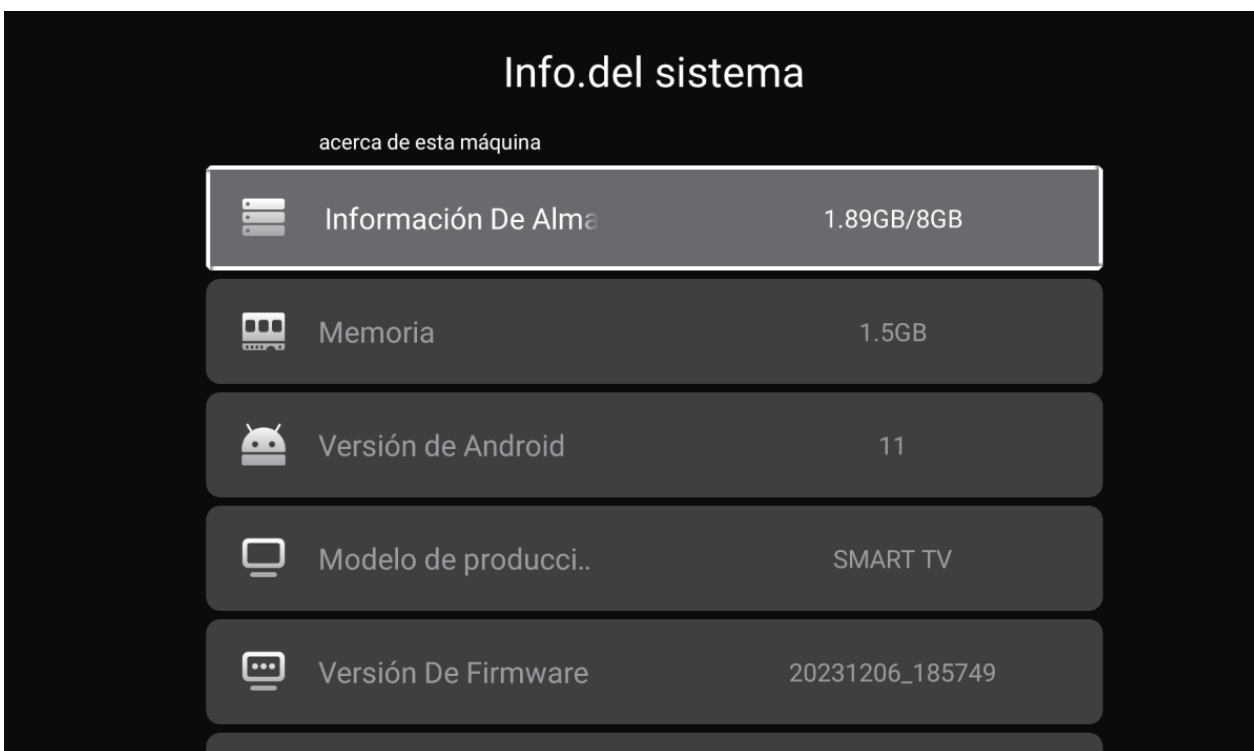 Info.del sistema
acerca de esta máquina
Información De Alma
1.89GB/8GB
Memoria
1.5GB
Versión de Android
11
Modelo de producci..
SMART TV
Versión De Firmware
20231206_185749